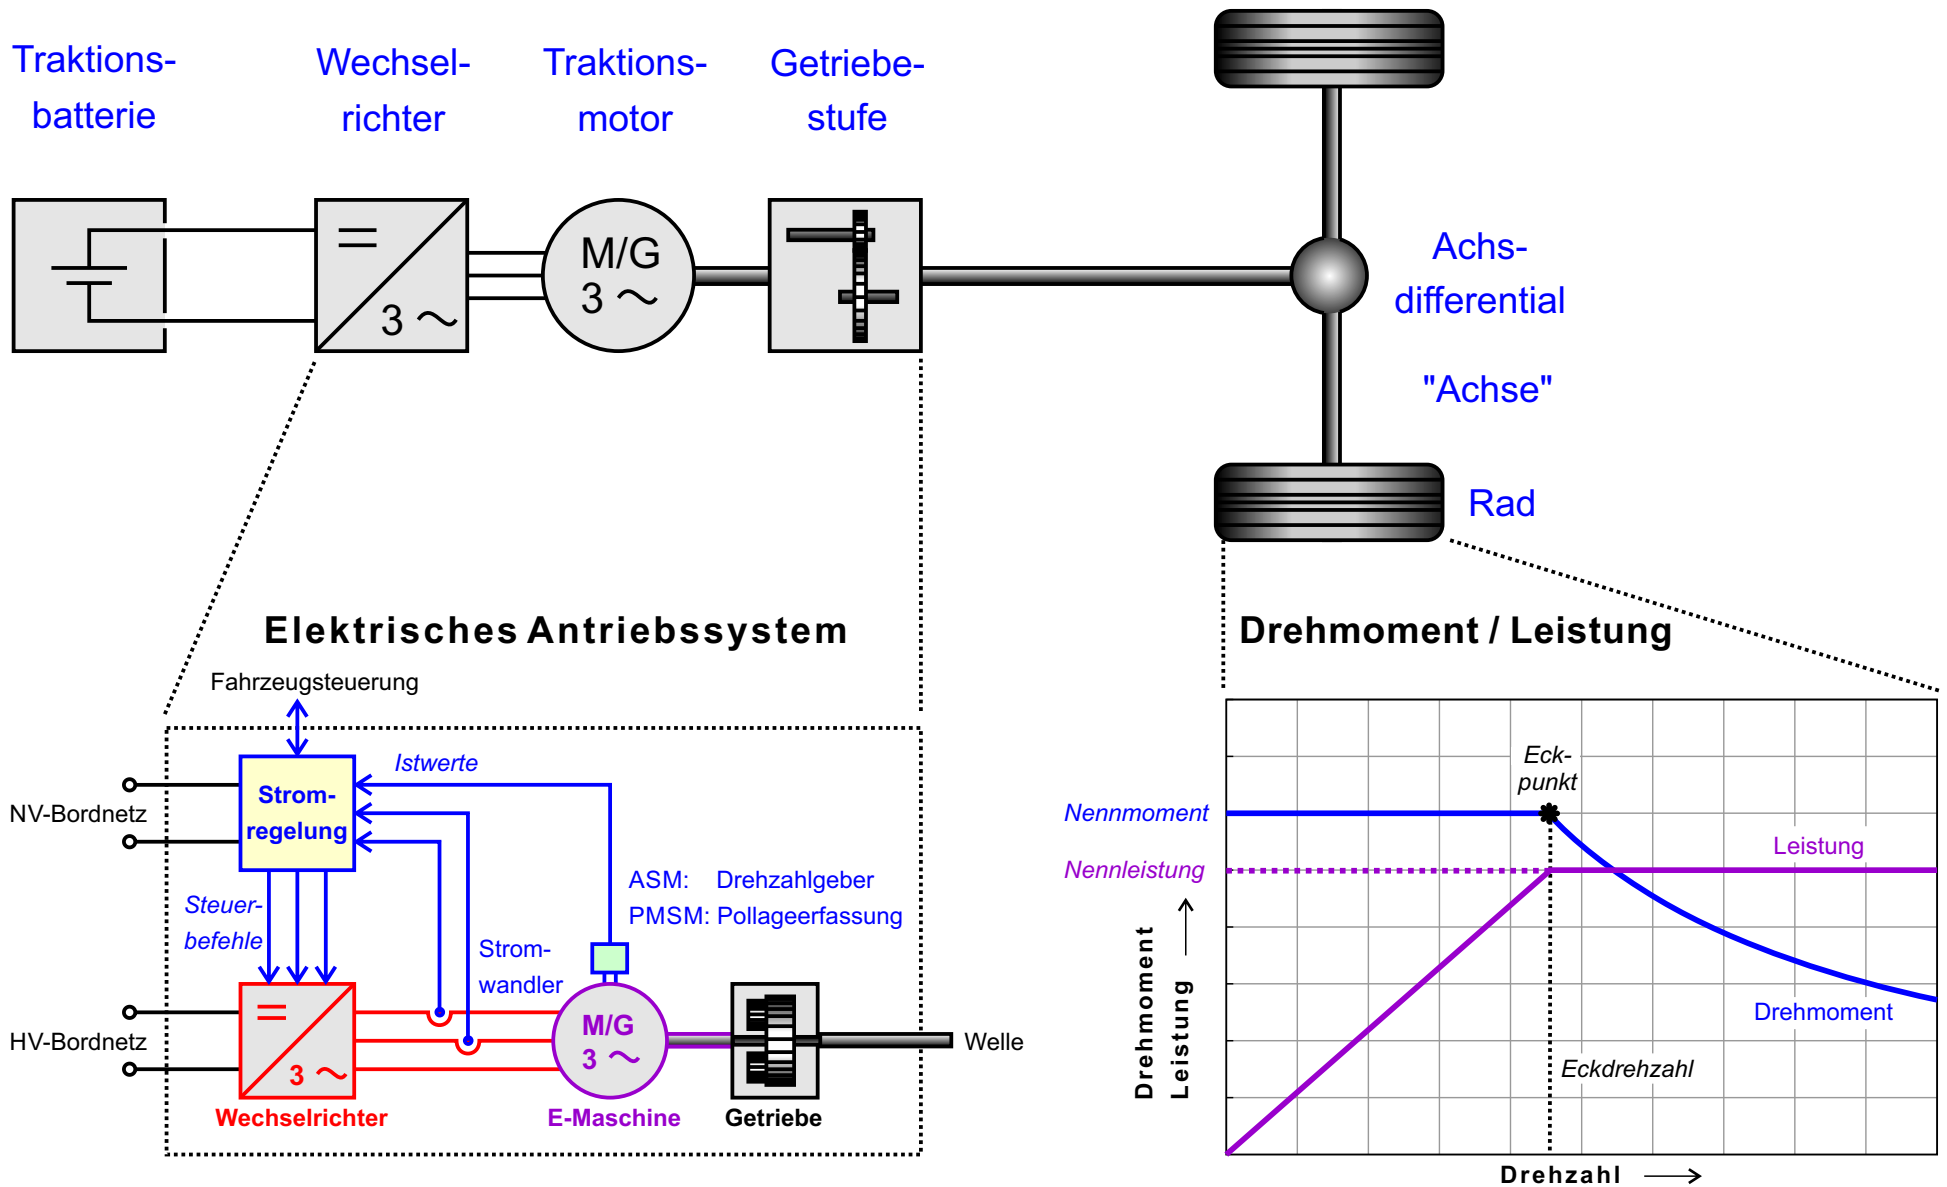 Traktions-
batterie
Wechsel-
richter
Traktions-
motor
Getriebe-
stufe
M/G
3 ~
3 ~
Achs-
differential
"Achse"
Rad
Elektrisches Antriebssystem
Fahrzeugsteuerung
Istwerte
Strom-
regelung
NV-Bordnetz
ASM: Drehzahlgeber
PMSM: Pollageerfassung
Steuer-
befehle
Strom-
wandler
HV-Bordnetz
M/G
3 ~
3 ~
Welle
Wechselrichter
E-Maschine
Getriebe
Drehmoment / Leistung
Eck-
punkt
Nennmoment
Leistung
Nennleistung
Drehmoment
Leistung
Drehmoment
Eckdrehzahl
Drehzahl